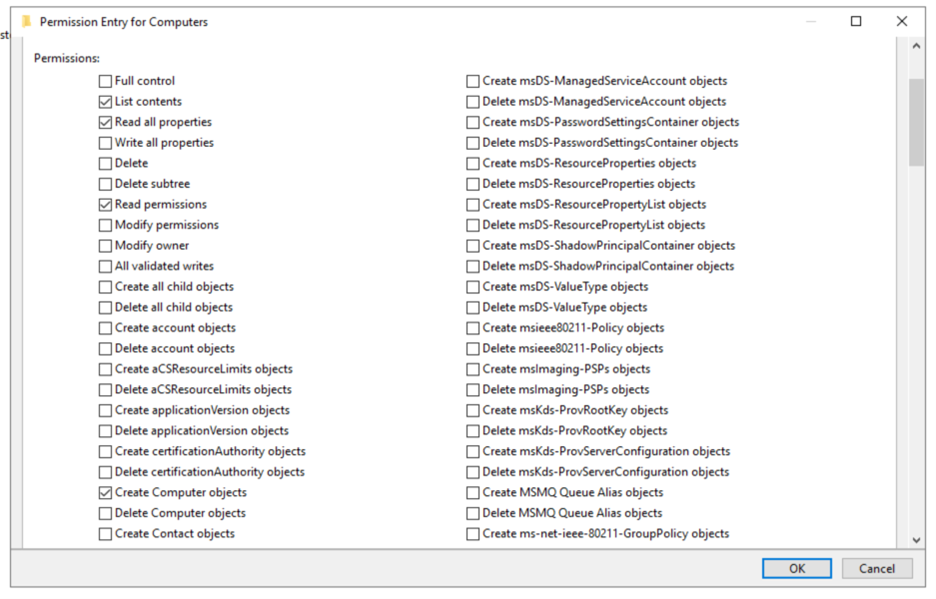 Permission Entry for Computers
st
Permissions:
Full control
List contents
Read all properties
Write all properties
Delete
Delete subtree
Read permissions
Modify permissions
Modify owner
All validated writes
Create all child objects
Delete all child objects
Create account objects
Delete account objects
Create aCSResourceLimits objects
Delete aCSResourceLimits objects
Create applicationVersion objects
Delete applicationVersion objects
Create certificationAuthority objects
Delete certificationAuthority objects
Create Computer objects
Delete Computer objects
Create Contact objects
Create msDS-ManagedServiceAccount objects
Delete msDS-ManagedServiceAccount objects
Create msDS-PasswordSettingsContainer objects
Delete msDS-PasswordSettingsContainer objects
Create msDS-ResourceProperties objects
Delete msDS-ResourceProperties objects
Create msDS-ResourcePropertyList objects
Delete msDS-ResourcePropertyList objects
Create msDS-ShadowPrincipalContainer objects
Delete msDS-ShadowPrincipalContainer objects
Create msDS-ValueType objects
Delete msDS-ValueType objects
Create msieee80211-Policy objects
Delete msieee80211-Policy objects
Create msImaging-PSPs objects
Delete msImaging-PSPs objects
Create msKds-ProvRootKey objects
Delete msKds-ProvRootKey objects
Create msKds-ProvServerConfiguration objects
Delete msKds-ProvServerConfiguration objects
Create MSMQ Queue Alias objects
Delete MSMQ Queue Alias objects
Create ms-net-ieee-80211-GroupPolicy objects
OK
Cancel